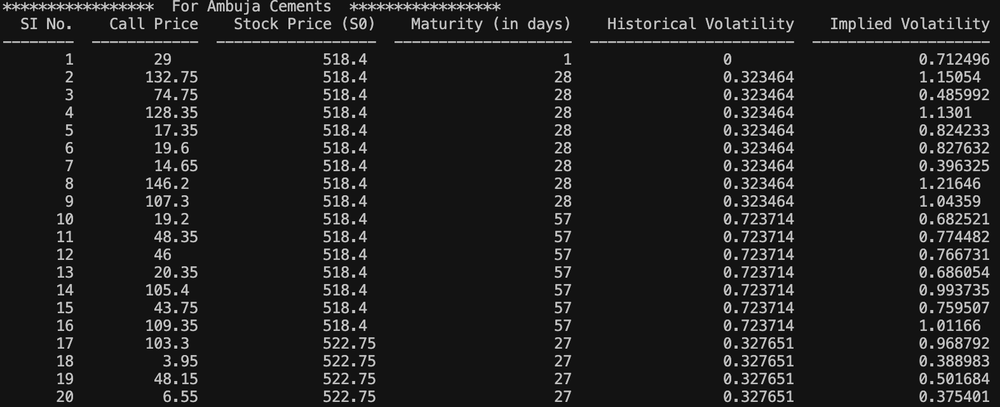 ***************** For Ambuja Cements *****************
SI No. Call Price Stock Price (S0) Maturity (in days) Historical Volatility Implied Volatility
-------- ------------ ------------------ -------------------- ----------------------- --------------------
1 29 518.4 1 0 0.712496
2 132.75 518.4 28 0.323464 1.15054
3 74.75 518.4 28 0.323464 0.485992
4 128.35 518.4 28 0.323464 1.1301
5 17.35 518.4 28 0.323464 0.824233
6 19.6 518.4 28 0.323464 0.827632
7 14.65 518.4 28 0.323464 0.396325
8 146.2 518.4 28 0.323464 1.21646
9 107.3 518.4 28 0.323464 1.04359
10 19.2 518.4 57 0.723714 0.682521
11 48.35 518.4 57 0.723714 0.774482
12 46 518.4 57 0.723714 0.766731
13 20.35 518.4 57 0.723714 0.686054
14 105.4 518.4 57 0.723714 0.993735
15 43.75 518.4 57 0.723714 0.759507
16 109.35 518.4 57 0.723714 1.01166
17 103.3 522.75 27 0.327651 0.968792
18 3.95 522.75 27 0.327651 0.388983
19 48.15 522.75 27 0.327651 0.501684
20 6.55 522.75 27 0.327651 0.375401